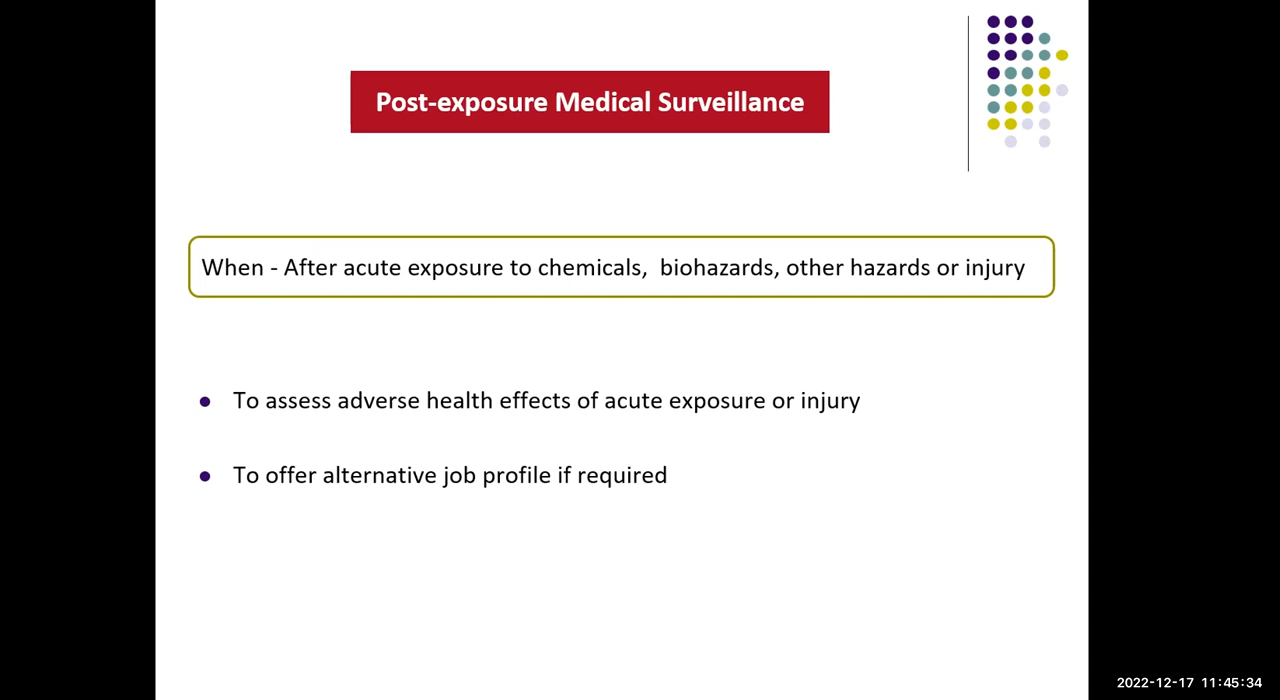 Post-exposure Medical Surveillance
When - After acute exposure to chemicals,  biohazards, other hazards or injury
● To assess adverse health effects of acute exposure or injury
● To offer alternative job profile if required
2022-12-17 11:45:34